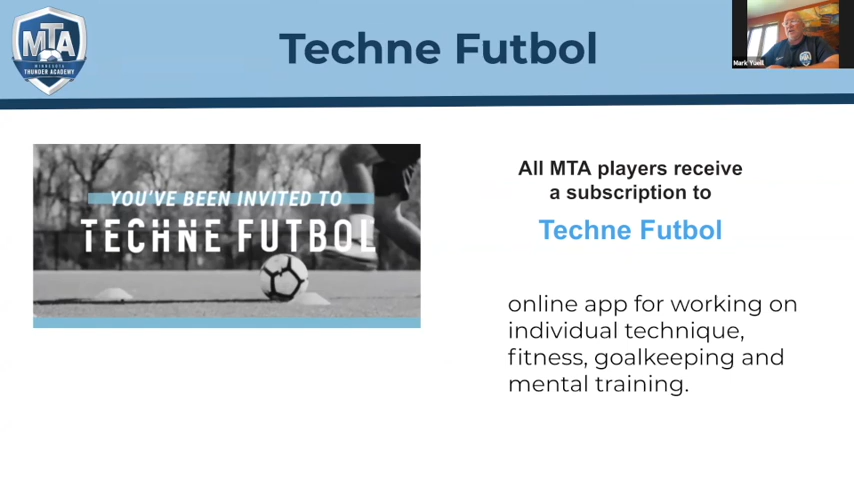 MTA
MINNESOTA
THUNDER ACADEMY
Techne Futbol
Mark Yueill
YOU'VE BEEN INVITED TO
TECHNE FUTBOL
All MTA players receive
a subscription to
Techne Futbol
online app for working on
individual technique,
fitness, goalkeeping and
mental training.